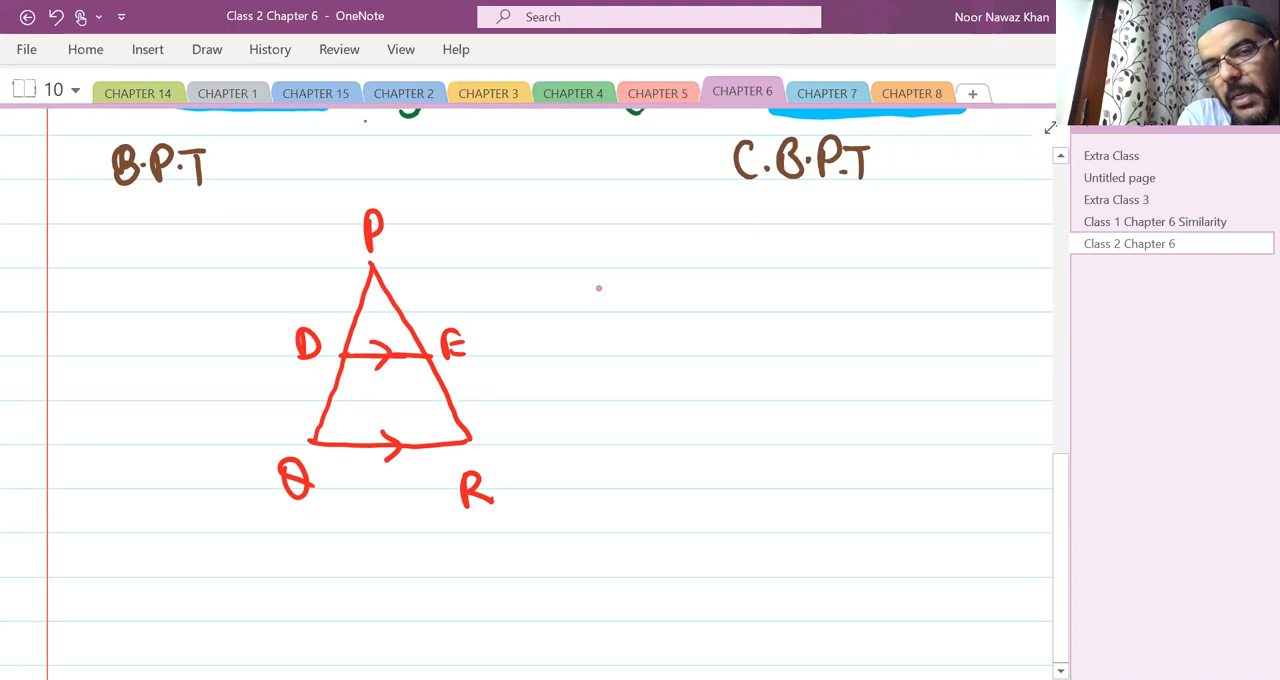 Class 2 Chapter 6 - OneNote
Search
Noor Nawaz Khan
File Home Insert Draw History Review View Help
10
CHAPTER 14 CHAPTER 1 CHAPTER 15 CHAPTER 2 CHAPTER 3 CHAPTER 4 CHAPTER 5 CHAPTER 6 CHAPTER 7 CHAPTER 8 +
B.P.T C.B.P.T
P
D E
Q R
Extra Class
Untitled page
Extra Class 3
Class 1 Chapter 6 Similarity
Class 2 Chapter 6